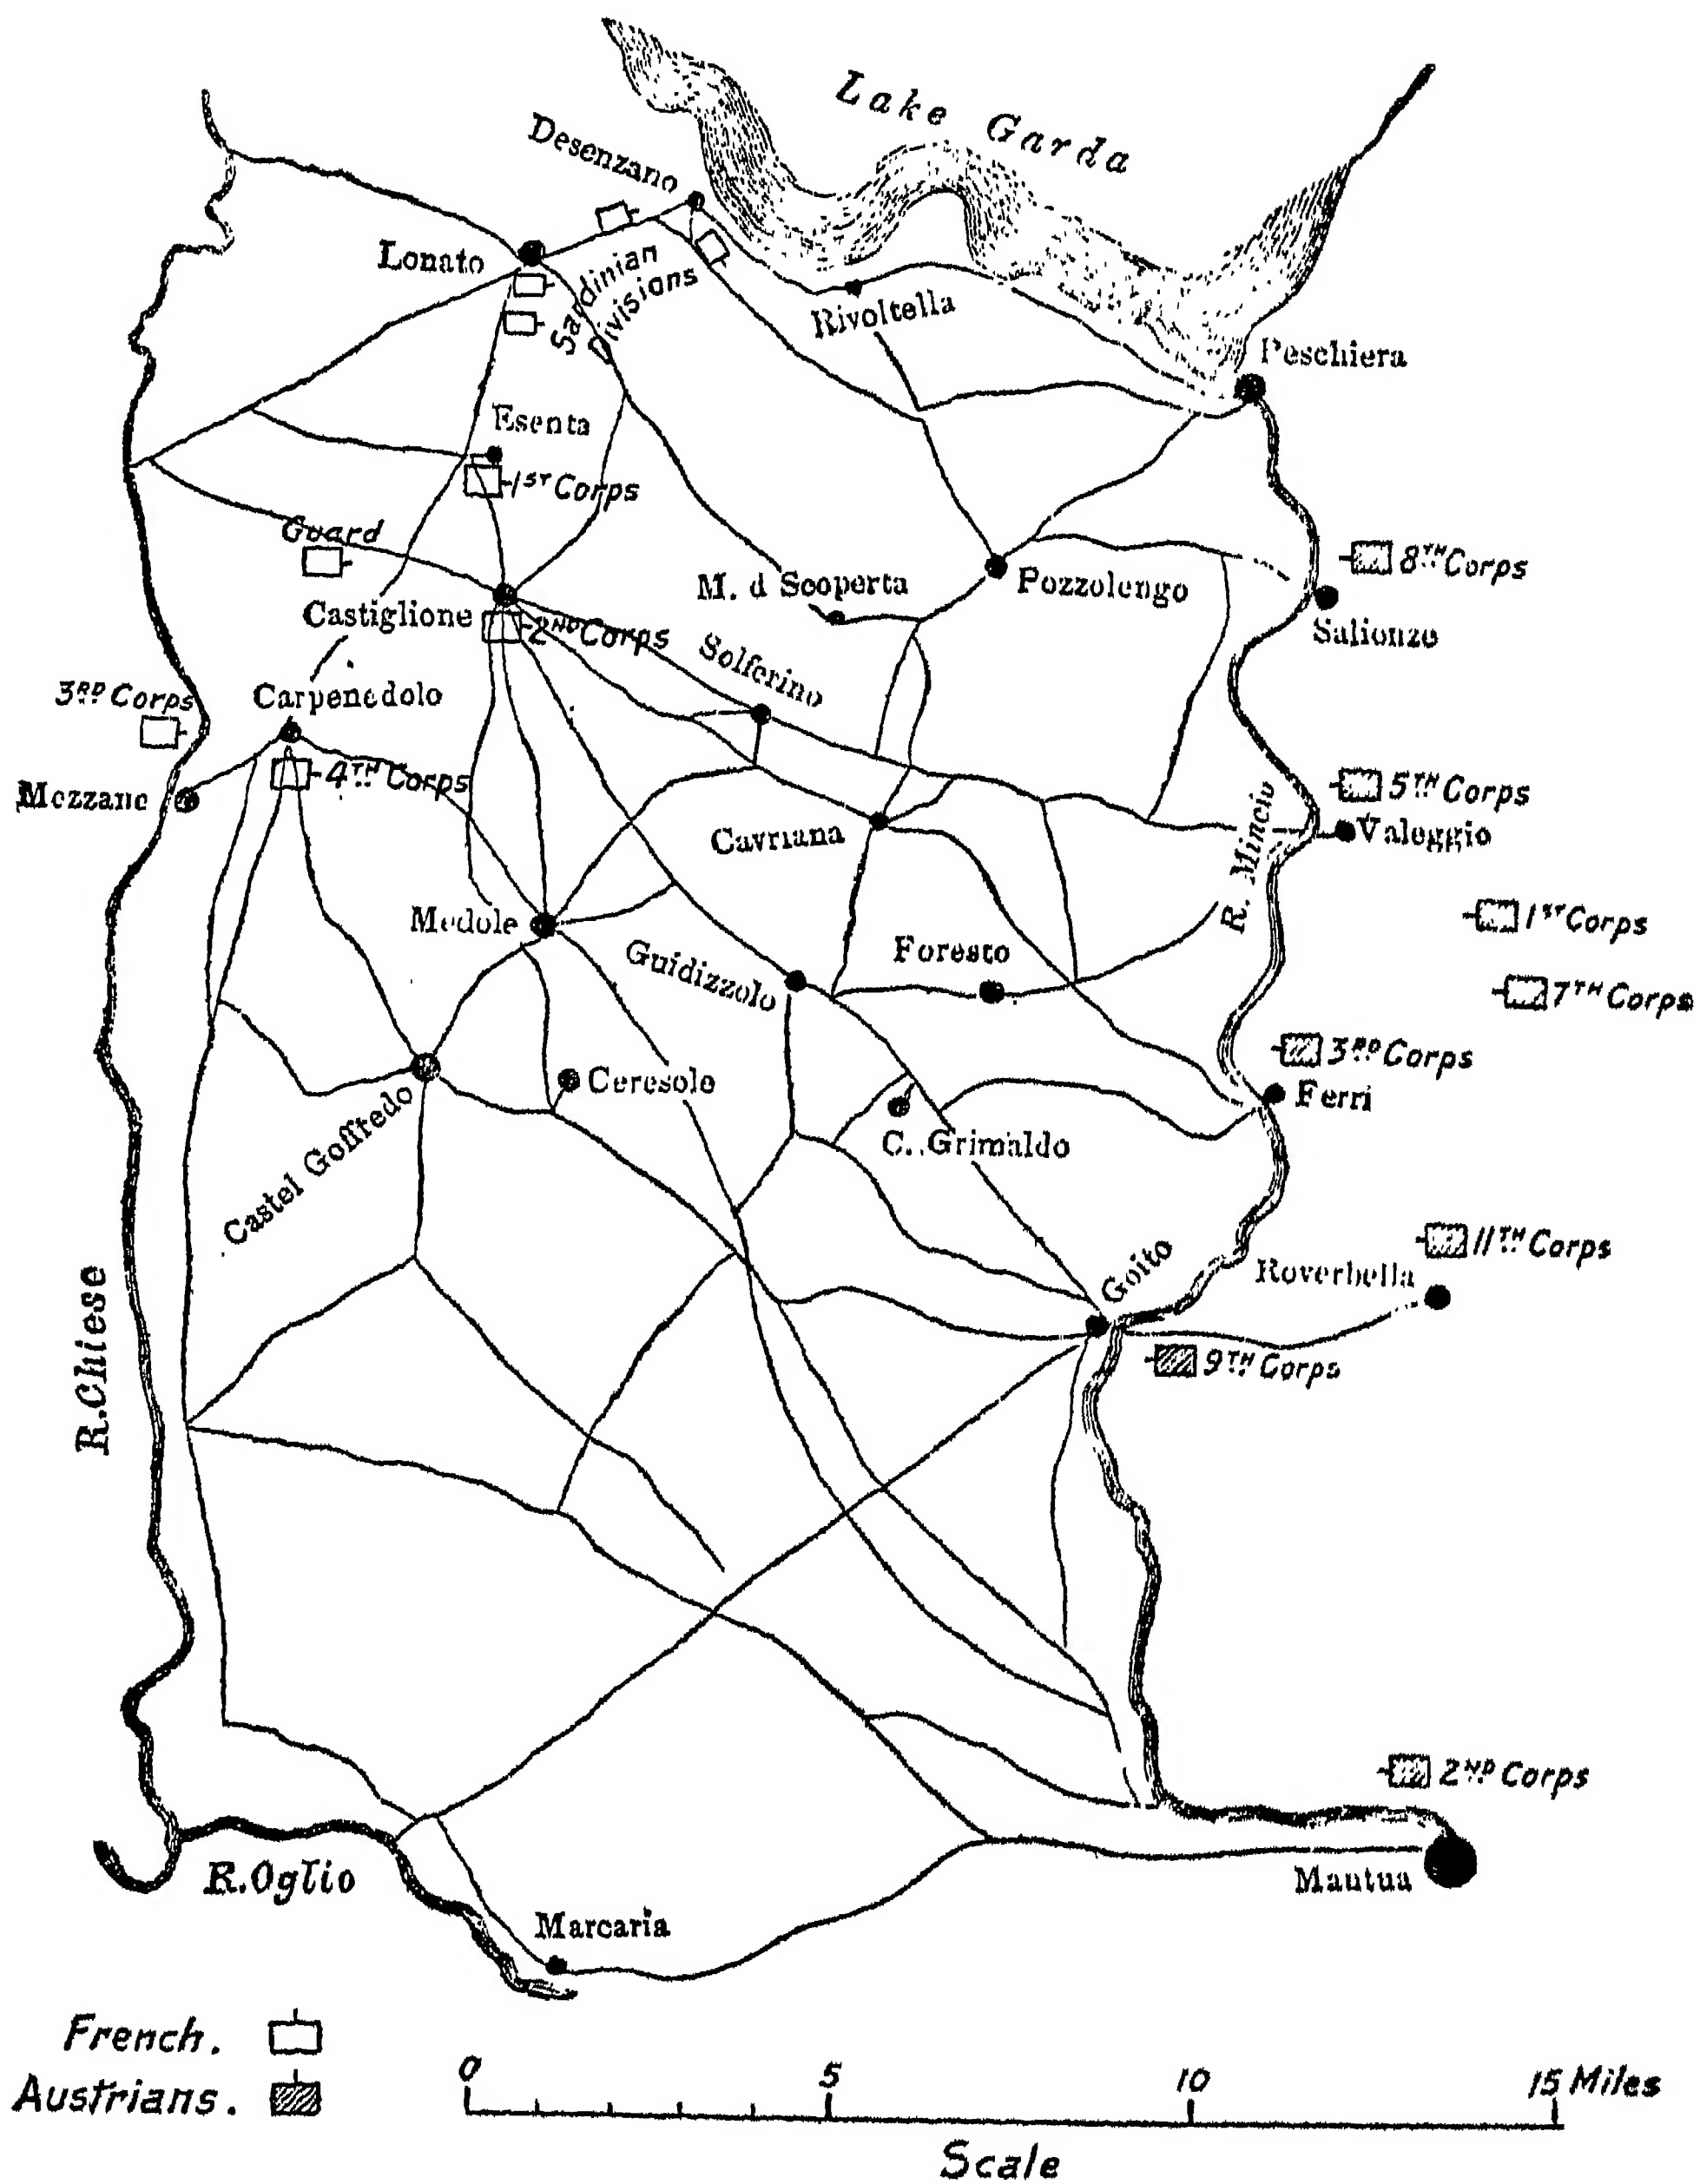 Lake Garda
Desenzano
Lonato
Sardinian
Divisions
Rivoltella
Peschiera
Esenta
1ST Corps
Guard
8TH Corps
M. d Scoperta
Pozzolengo
Castiglione
2ND Corps
Salionze
Solferino
3RD Corps
Carpenedolo
4TH Corps
Mezzane
5TH Corps
Cavriana
Valeggio
R. Mincio
Medole
1ST Corps
Guidizzolo
Foresto
7TH Corps
3RD Corps
Ceresole
Ferri
Castel Goffredo
C. Grimaldo
11TH Corps
Goito
Roverbella
R. Chiese
9TH Corps
2ND Corps
R. Oglio
Mantua
Marcaria
French.
Austrians.
0 5 10 15 Miles
Scale